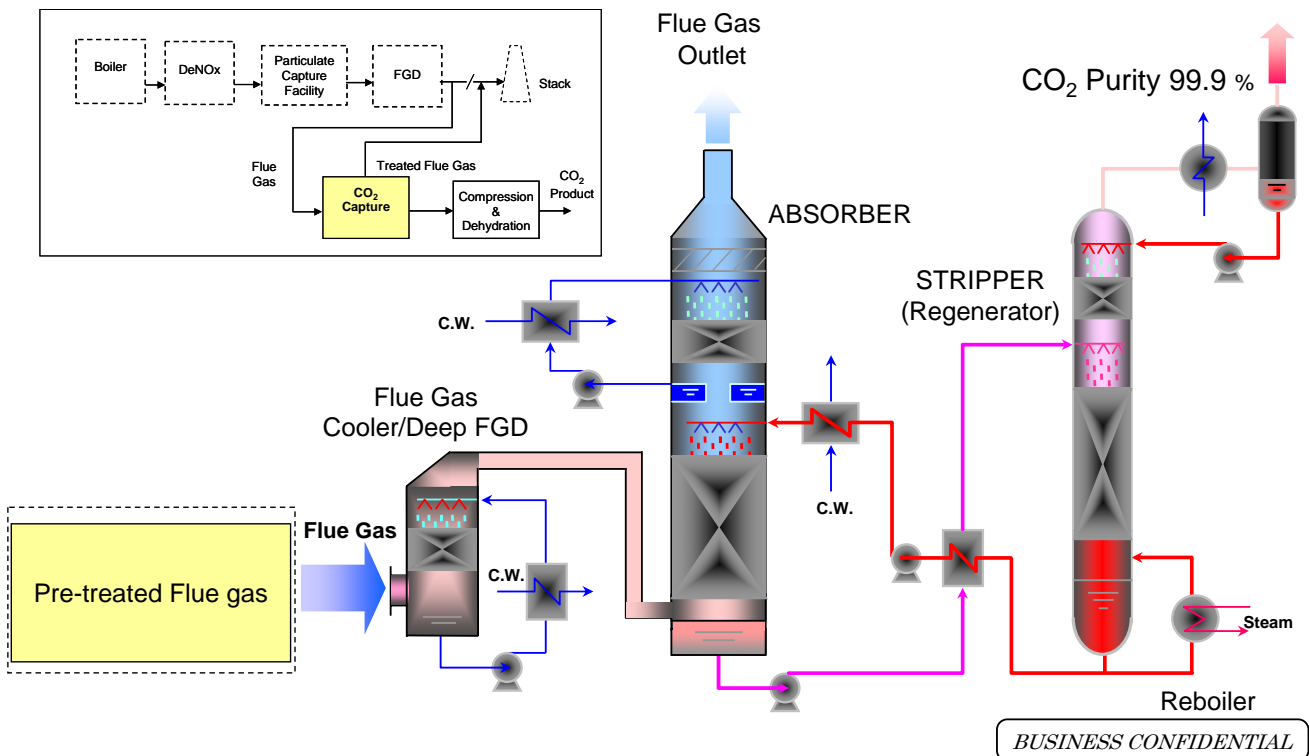 Boiler
DeNOx
Particulate
Capture
Facility
FGD
Stack
Flue
Gas
Treated Flue Gas
CO2
Capture
Compression
&
Dehydration
CO2
Product
Flue Gas
Outlet
CO2 Purity 99.9 %
ABSORBER
STRIPPER
(Regenerator)
C.W.
Flue Gas
Cooler/Deep FGD
C.W.
Flue Gas
C.W.
Pre-treated Flue gas
Steam
Reboiler
BUSINESS CONFIDENTIAL